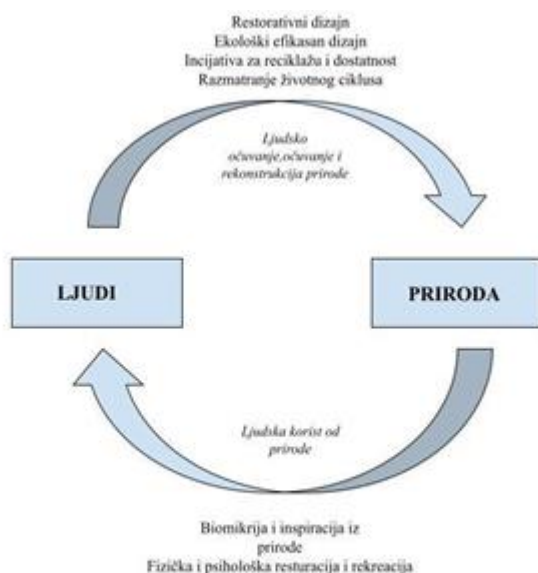 Restorativni dizajn
Ekološki efikasan dizajn
Incijativa za reciklažu i dostatnost
Razmatranje životnog ciklusa
Ljudsko
očuvanje,očuvanje i
rekonstrukcija prirode
LJUDI
PRIRODA
Ljudska korist od
prirode
Biomikrija i inspiracija iz
prirode
Fizička i psihološka resturacija i rekreacija